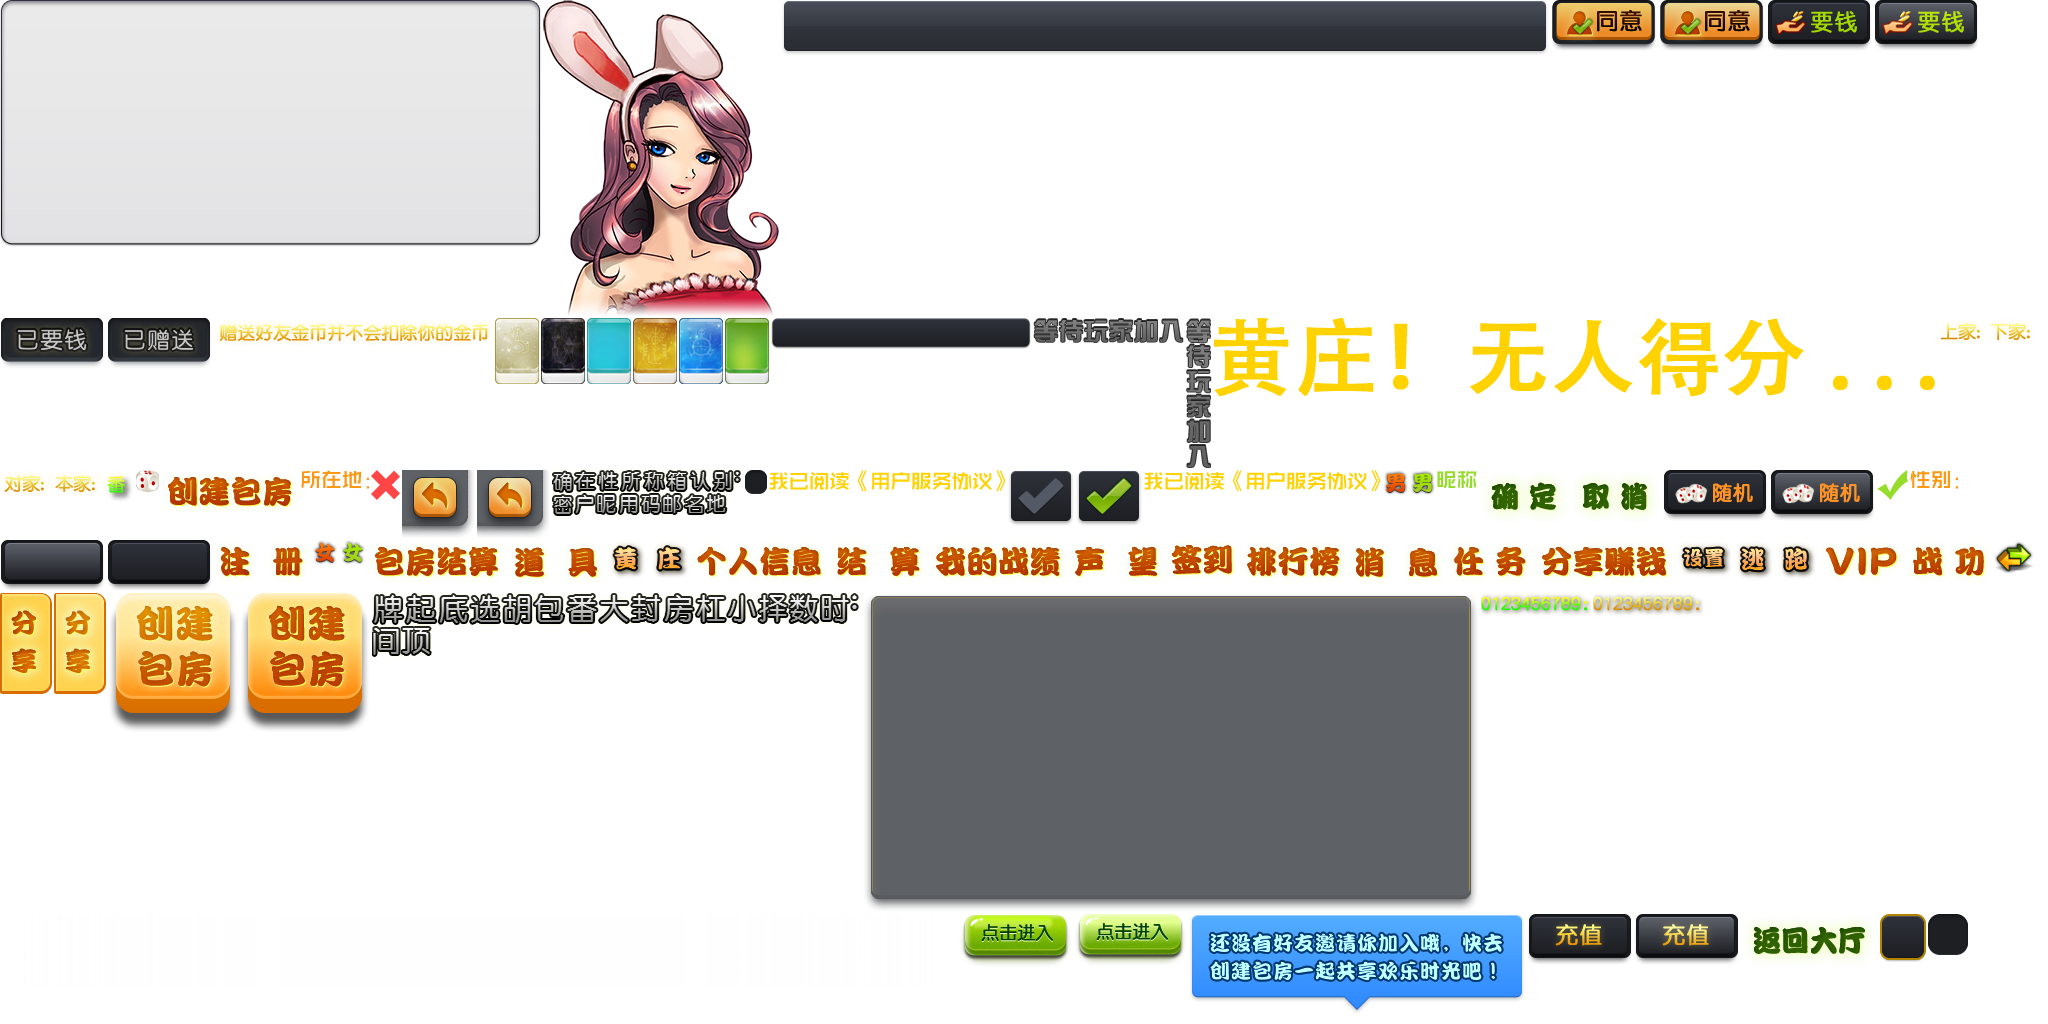 同意
同意
要钱
要钱
已要钱
已赠送
赠送好友金币并不会扣除你的金币
等待玩家加入
等待玩家加入
黄庄！无人得分...
上家:
下家:
对家:
本家:
番
创建包房
所在地:
确在性所称箱认别:
密户昵用码邮名地
我已阅读《用户服务协议》
我已阅读《用户服务协议》
男
男
昵称
确定
取消
随机
随机
性别:
注册
女
女
包房结算
道具
黄庄
个人信息
结算
我的战绩
声望
签到
排行榜
消息
任务
分享赚钱
设置
逃跑
VIP
战功
分享
分享
创建
包房
创建
包房
牌起底选胡包番大封房杠小择数时:
间顶
0123456789.
0123456789.
点击进入
点击进入
还没有好友邀请你加入哦，快去
创建包房一起共享欢乐时光吧！
充值
充值
返回大厅